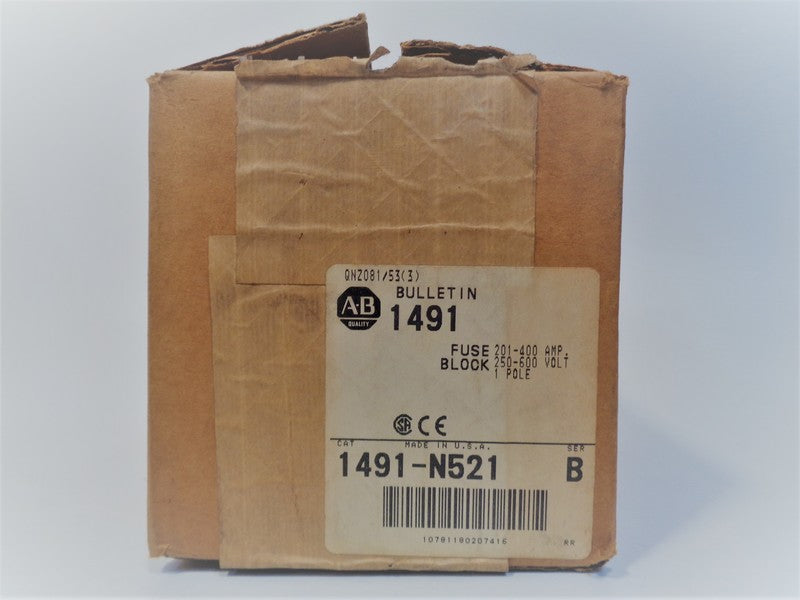 QNZ081/53(3)
A-B
QUALITY
BULLETIN
1491
FUSE 201-400 AMP.
BLOCK 250-600 VOLT
1 POLE
SA CE
CAT MADE IN U.S.A. SER
1491-N521 B
10781180207416 RR